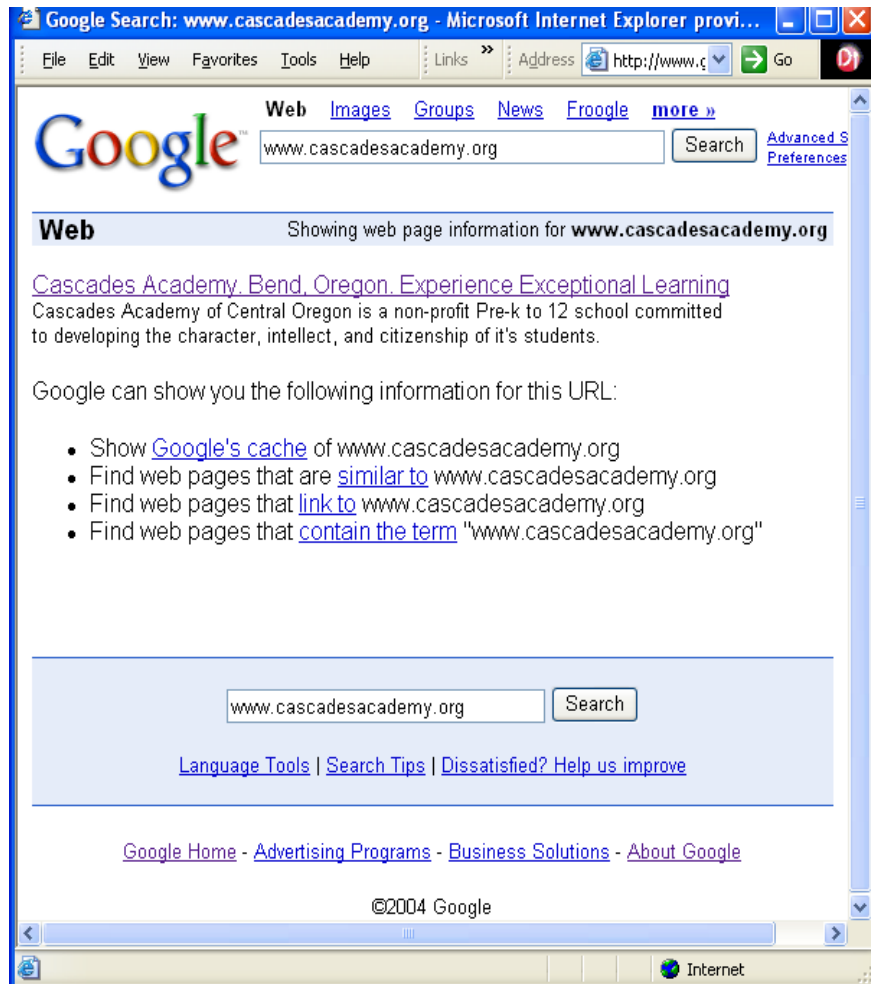 Google Search: www.cascadesacademy.org - Microsoft Internet Explorer provi...
File Edit View Favorites Tools Help Links » Address http://www.g Go
Web Images Groups News Froogle more »
Google™
www.cascadesacademy.org Search Advanced S
Preferences
Web Showing web page information for www.cascadesacademy.org
Cascades Academy. Bend, Oregon. Experience Exceptional Learning
Cascades Academy of Central Oregon is a non-profit Pre-k to 12 school committed
to developing the character, intellect, and citizenship of it's students.
Google can show you the following information for this URL:
• Show Google's cache of www.cascadesacademy.org
• Find web pages that are similar to www.cascadesacademy.org
• Find web pages that link to www.cascadesacademy.org
• Find web pages that contain the term "www.cascadesacademy.org"
www.cascadesacademy.org Search
Language Tools | Search Tips | Dissatisfied? Help us improve
Google Home - Advertising Programs - Business Solutions - About Google
©2004 Google
Internet